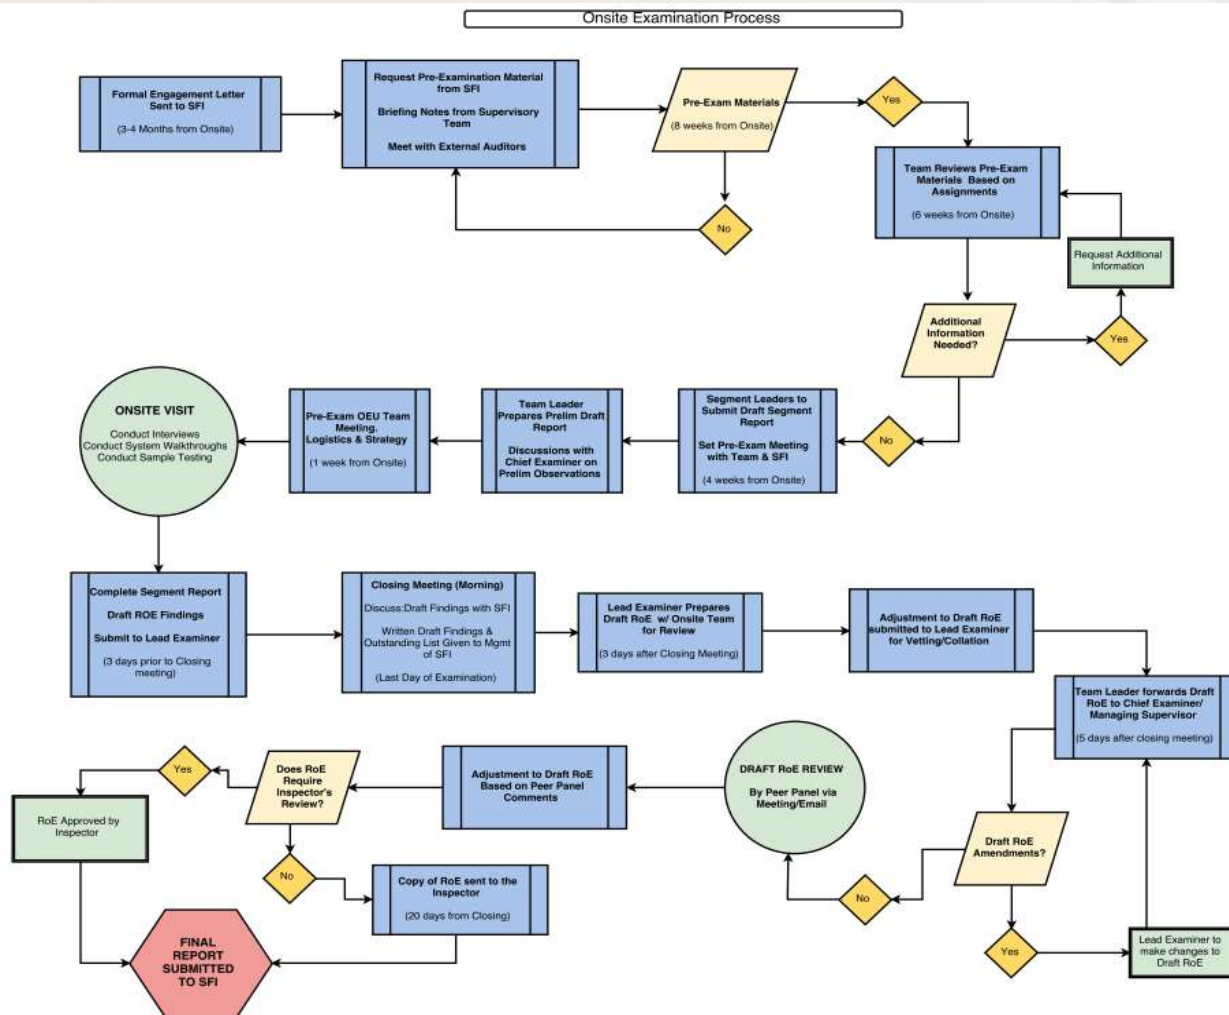 Onsite Examination Process
Formal Engagement Letter
Sent to SFI
(3-4 Months from Onsite)
Request Pre-Examination Material
from SFI
Briefing Notes from Supervisory
Team
Meet with External Auditors
Pre-Exam Materials
(8 weeks from Onsite)
Yes
No
Team Reviews Pre-Exam
Materials Based on
Assignments
(6 weeks from Onsite)
Request Additional
Information
Additional
Information
Needed?
Yes
No
Segment Leaders to
Submit Draft Segment
Report
Set Pre-Exam Meeting
with Team & SFI
(4 weeks from Onsite)
Team Leader
Prepares Prelim Draft
Report
Discussions with
Chief Examiner on
Prelim Observations
Pre-Exam OEU Team
Meeting.
Logistics & Strategy
(1 week from Onsite)
ONSITE VISIT
Conduct Interviews
Conduct System Walkthroughs
Conduct Sample Testing
Complete Segment Report
Draft ROE Findings
Submit to Lead Examiner
(3 days prior to Closing
meeting)
Closing Meeting (Morning)
Discuss:Draft Findings with SFI
Written Draft Findings &
Outstanding List Given to Mgmt
of SFI
(Last Day of Examination)
Lead Examiner Prepares
Draft RoE w/ Onsite Team
for Review
(3 days after Closing Meeting)
Adjustment to Draft RoE
submitted to Lead Examiner
for Vetting/Collation
Team Leader forwards Draft
RoE to Chief Examiner/
Managing Supervisor
(5 days after closing meeting)
Draft RoE
Amendments?
Yes
Lead Examiner to
make changes to
Draft RoE
No
DRAFT RoE REVIEW
By Peer Panel via
Meeting/Email
Adjustment to Draft RoE
Based on Peer Panel
Comments
Does RoE
Require
Inspector's
Review?
Yes
RoE Approved by
Inspector
No
Copy of RoE sent to the
Inspector
(20 days from Closing)
FINAL
REPORT
SUBMITTED
TO SFI